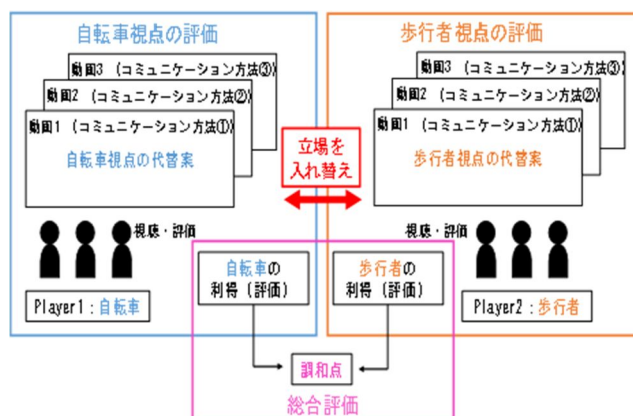 自転車視点の評価
動画3 (コミュニケーション方法③)
動画2 (コミュニケーション方法②)
動画1 (コミュニケーション方法①)
自転車視点の代替案
視聴・評価
Player1:自転車
立場を
入れ替え
歩行者視点の評価
動画3 (コミュニケーション方法③)
動画2 (コミュニケーション方法②)
動画1 (コミュニケーション方法①)
歩行者視点の代替案
視聴・評価
Player2:歩行者
自転車の
利得 (評価)
歩行者の
利得 (評価)
調和点
総合評価